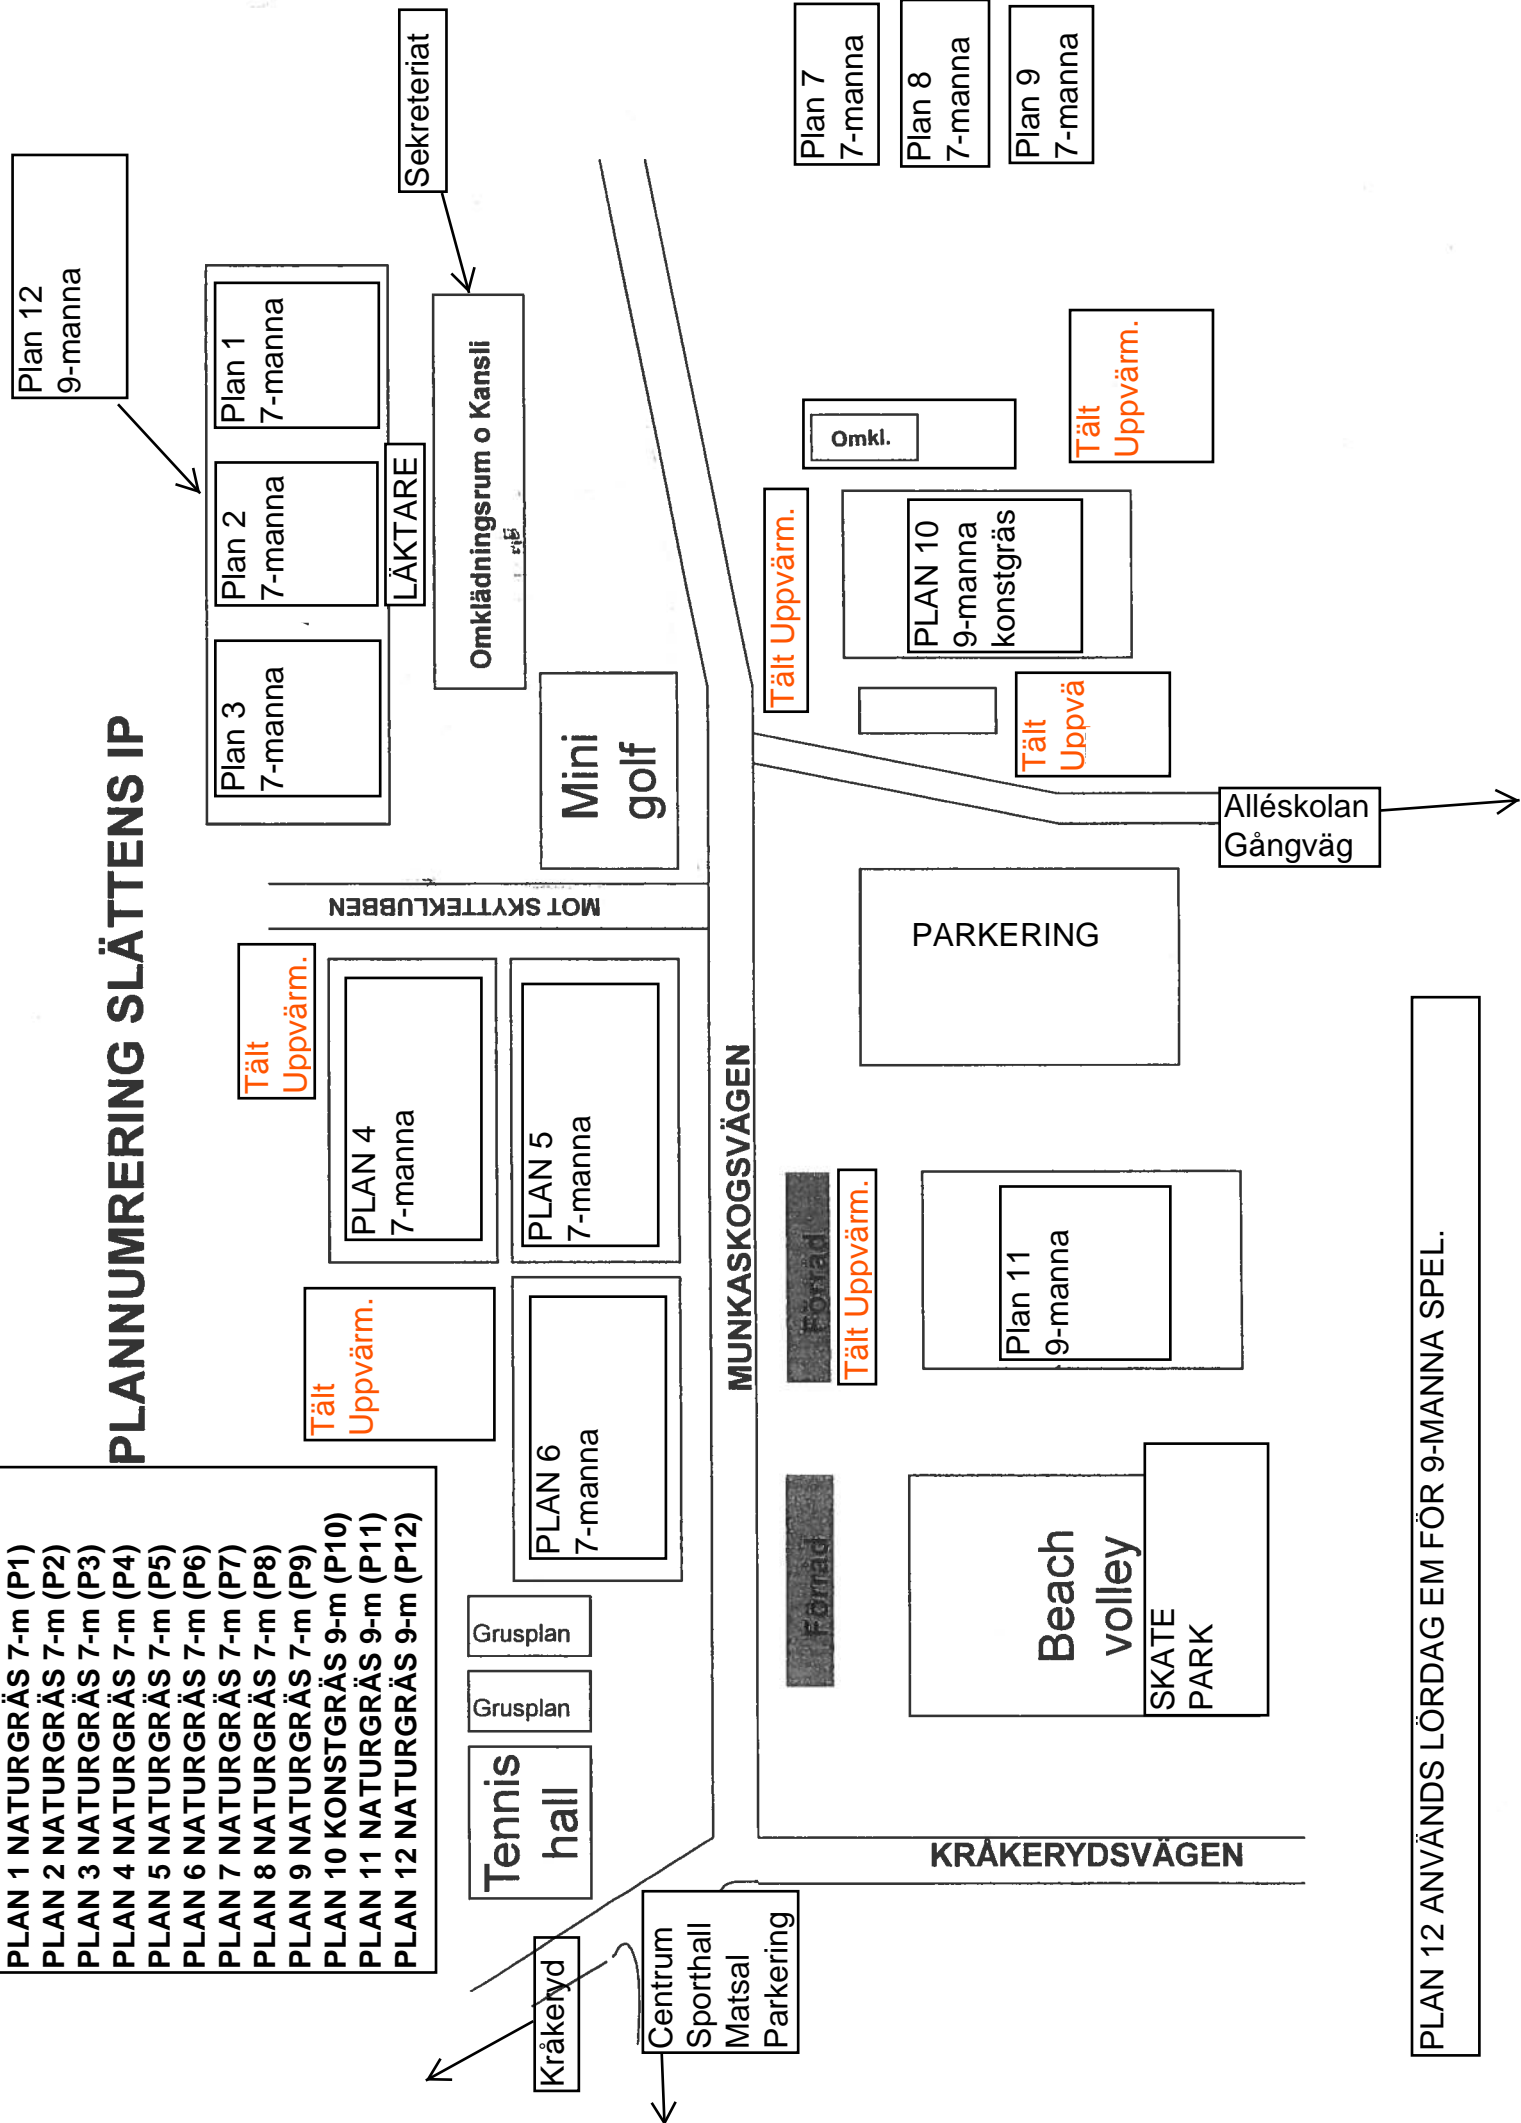 PLAN 1 NATURGRÄS 7-m (P1)
PLAN 2 NATURGRÄS 7-m (P2)
PLAN 3 NATURGRÄS 7-m (P3)
PLAN 4 NATURGRÄS 7-m (P4)
PLAN 5 NATURGRÄS 7-m (P5)
PLAN 6 NATURGRÄS 7-m (P6)
PLAN 7 NATURGRÄS 7-m (P7)
PLAN 8 NATURGRÄS 7-m (P8)
PLAN 9 NATURGRÄS 7-m (P9)
PLAN 10 KONSTGRÄS 9-m (P10)
PLAN 11 NATURGRÄS 9-m (P11)
PLAN 12 NATURGRÄS 9-m (P12)
PLANNUMRERING SLÄTTENS IP
Plan 12
9-manna
Plan 3
7-manna
Plan 2
7-manna
Plan 1
7-manna
LÄKTARE
Sekreteriat
Omklädningsrum o Kansli
Mini
golf
MOT SKYTTEKLUBBEN
Tält
Uppvärm.
Tält
Uppvärm.
PLAN 4
7-manna
PLAN 5
7-manna
PLAN 6
7-manna
Grusplan
Grusplan
Tennis
hall
Kråkeryd
Centrum
Sporthall
Matsal
Parkering
MUNKASKOGSVÄGEN
KRÅKERYDSVÄGEN
Förråd
Förråd
Tält Uppvärm.
Beach
volley
SKATE
PARK
Plan 11
9-manna
PARKERING
Alléskolan
Gångväg
Tält Uppvärm.
Tält
Uppvä
PLAN 10
9-manna
konstgräs
Omkl.
Tält
Uppvärm.
Plan 7
7-manna
Plan 8
7-manna
Plan 9
7-manna
PLAN 12 ANVÄNDS LÖRDAG EM FÖR 9-MANNA SPEL.